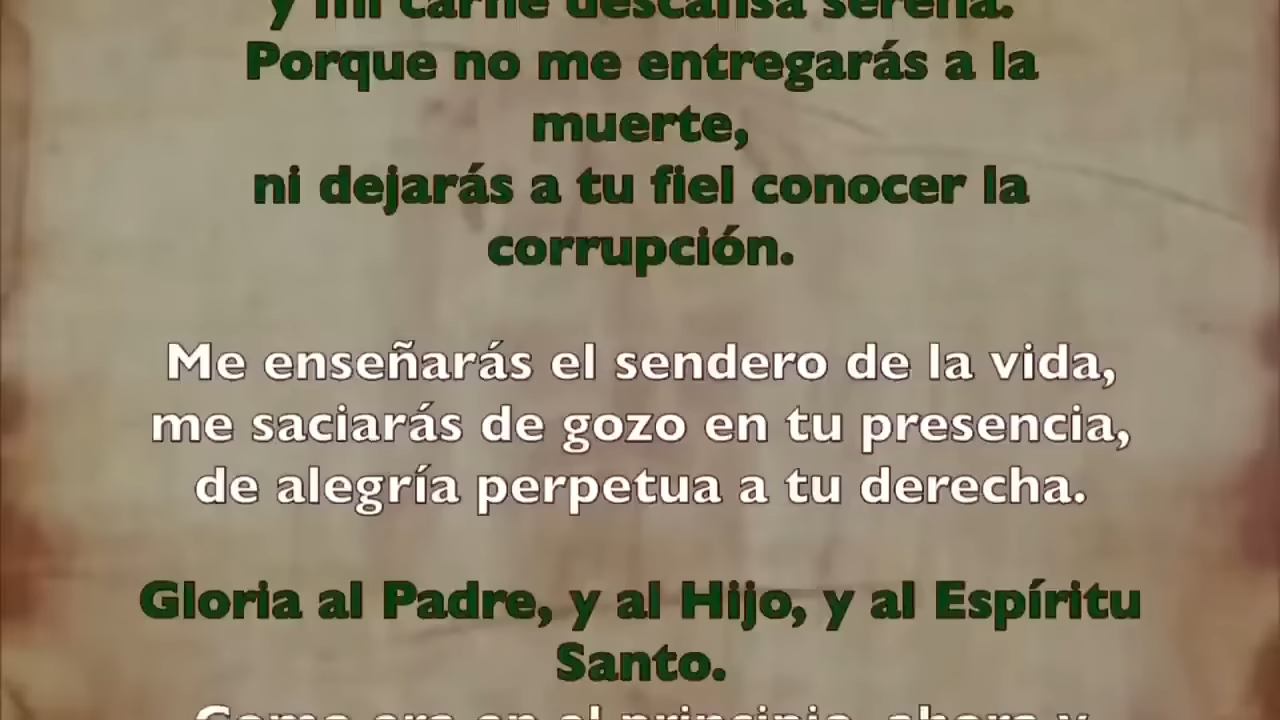 y mi carne descansa serena.
Porque no me entregarás a la
muerte,
ni dejarás a tu fiel conocer la
corrupción.
Me enseñarás el sendero de la vida,
me saciarás de gozo en tu presencia,
de alegría perpetua a tu derecha.
Gloria al Padre, y al Hijo, y al Espíritu
Santo.
Como era en el principio, ahora y